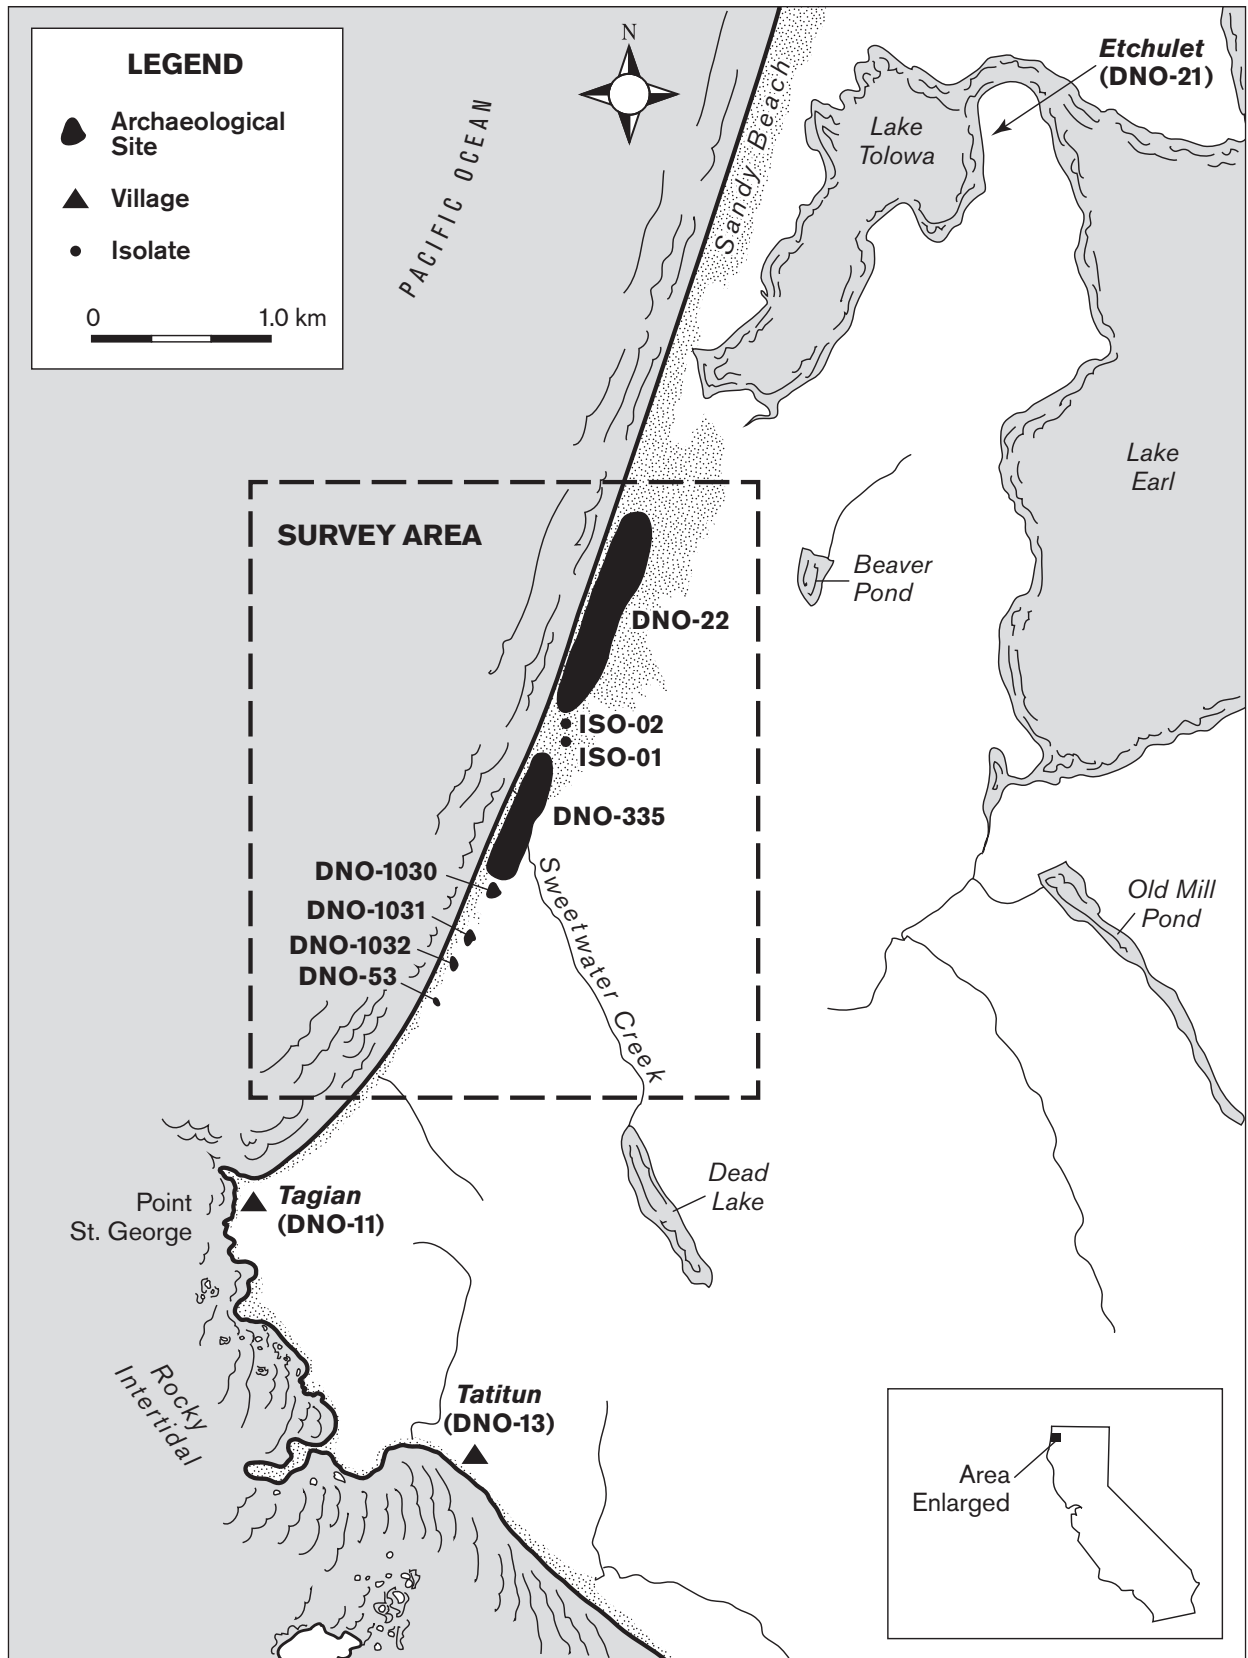 LEGEND
Archaeological
Site
Village
Isolate
0 1.0 km
N
PACIFIC OCEAN
Sandy Beach
Etchulet
(DNO-21)
Lake
Tolowa
Lake
Earl
SURVEY AREA
Beaver
Pond
DNO-22
ISO-02
ISO-01
DNO-335
DNO-1030
DNO-1031
DNO-1032
DNO-53
Sweetwater Creek
Old Mill
Pond
Dead
Lake
Point
St. George
Tagian
(DNO-11)
Rocky
Intertidal
Tatitun
(DNO-13)
Area
Enlarged